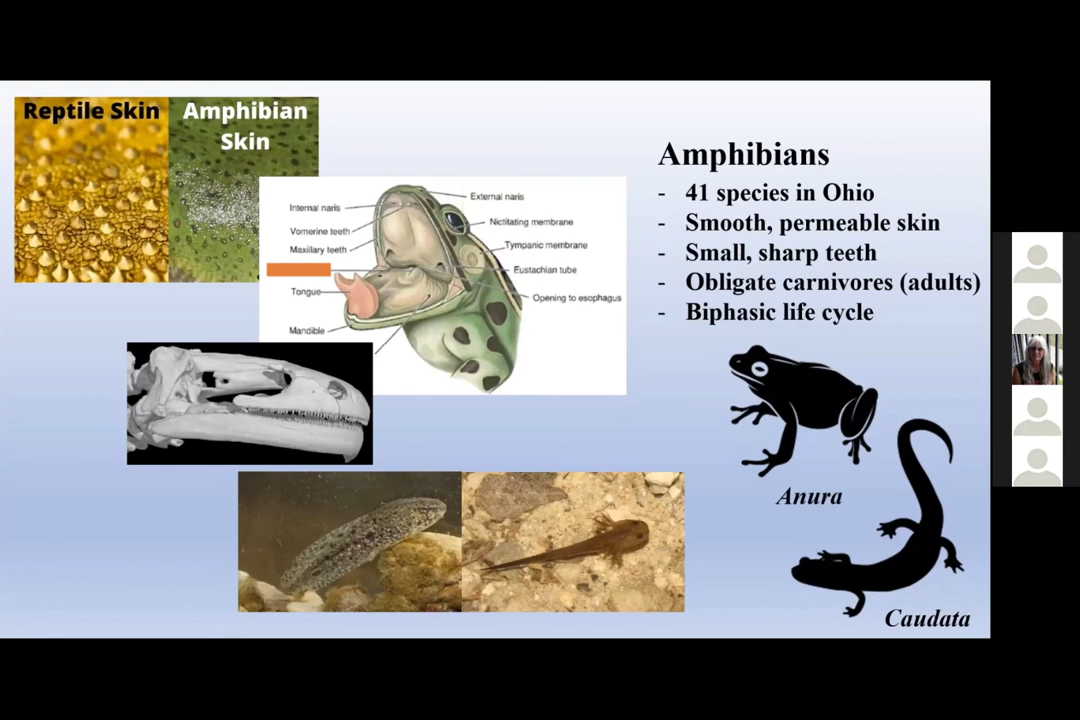 Reptile Skin
Amphibian
Skin
External naris
Internal naris
Nictitating membrane
Vomerine teeth
Tympanic membrane
Maxillary teeth
Eustachian tube
Tongue
Opening to esophagus
Mandible
Amphibians
- 41 species in Ohio
- Smooth, permeable skin
- Small, sharp teeth
- Obligate carnivores (adults)
- Biphasic life cycle
Anura
Caudata